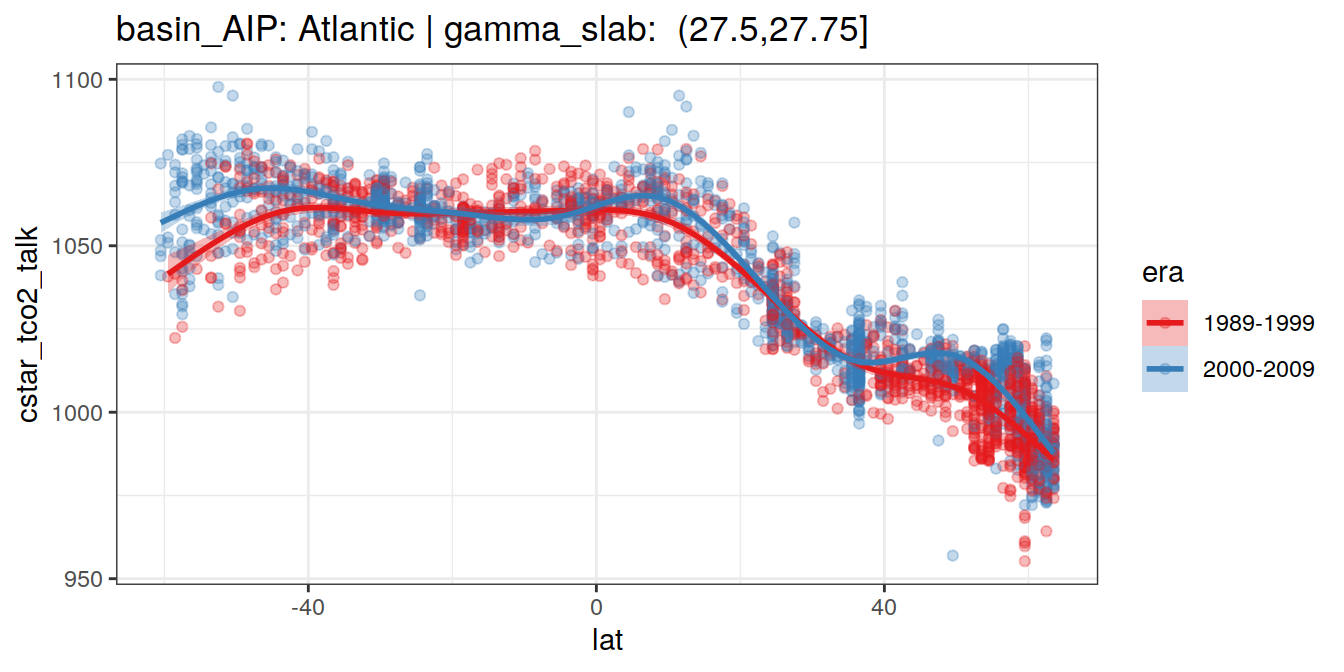 basin_AIP: Atlantic | gamma_slab:  (27.5,27.75]
1100
1050
1000
950
cstar_tco2_talk
-40
0
40
lat
era
1989-1999
2000-2009